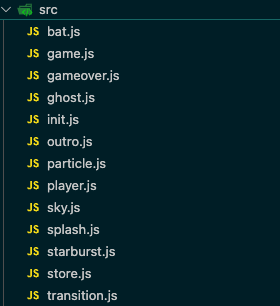 src
JS bat.js
JS game.js
JS gameover.js
JS ghost.js
JS init.js
JS outro.js
JS particle.js
JS player.js
JS sky.js
JS splash.js
JS starburst.js
JS store.js
JS transition.js